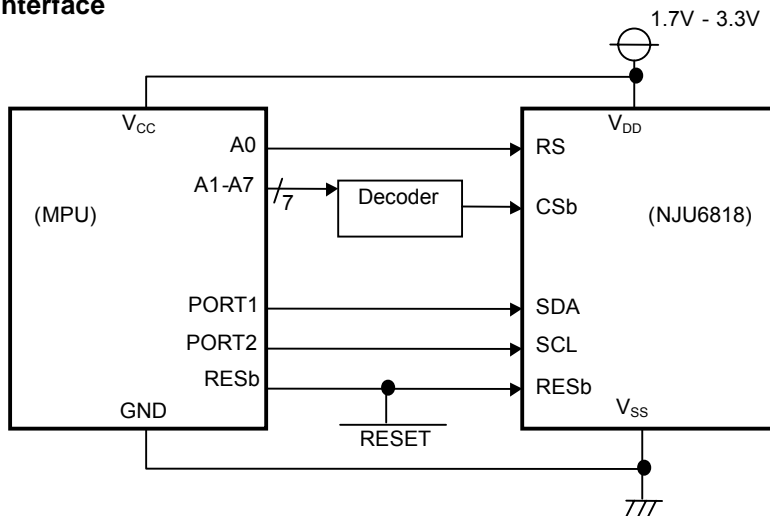 nterface
1.7V - 3.3V
VCC
VDD
A0
RS
A1-A7
7
Decoder
CSb
(MPU)
(NJU6818)
PORT1
SDA
PORT2
SCL
RESb
RESb
GND
VSS
RESET